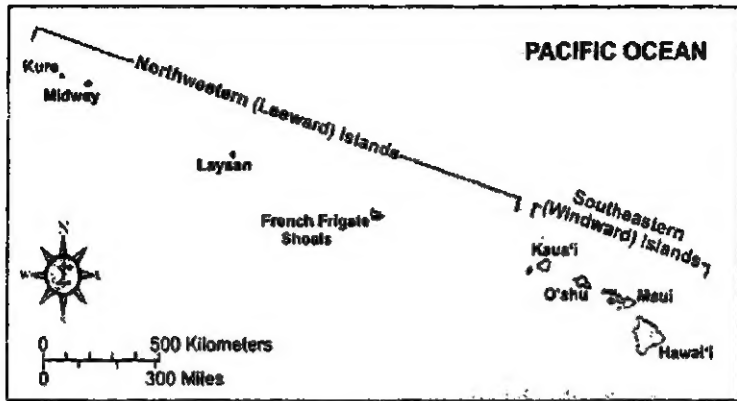 PACIFIC OCEAN
Kure
Midway
Northwestern (Leeward) Islands
Laysan
French Frigate
Shoals
Southeastern
(Windward) Islands
Kaua'i
O'ahu
Maui
Hawai'i
N
W
0 500 Kilometers
0 300 Miles